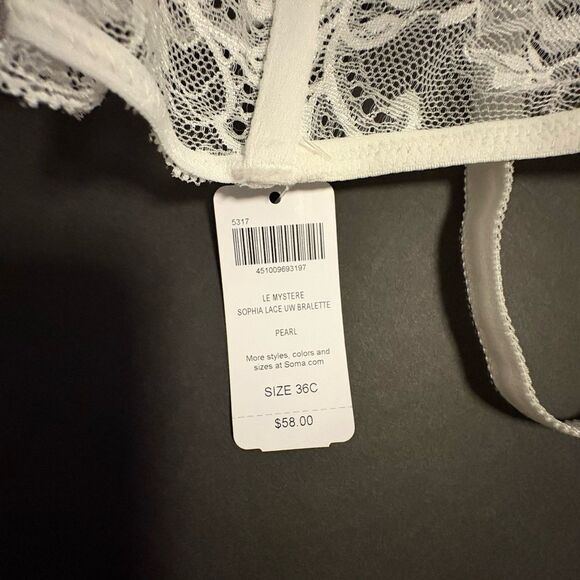 5317
451009693197
LE MYSTERE
SOPHIA LACE UW BRALETTE
PEARL
More styles, colors and
sizes at Soma.com
SIZE 36C
$58.00